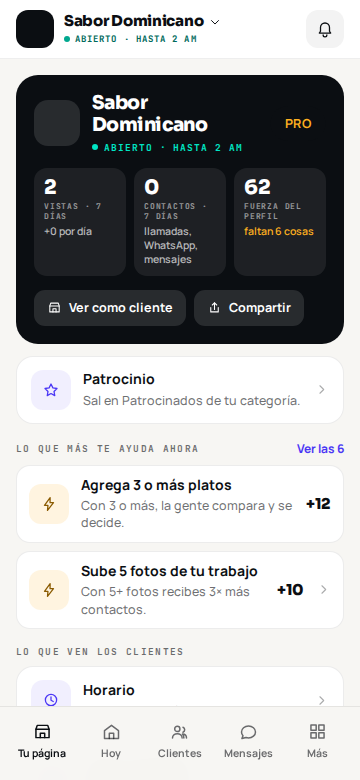 Sabor Dominicano
ABIERTO · HASTA 2 AM
Sabor
Dominicano
PRO
ABIERTO · HASTA 2 AM
2
VISTAS · 7
DÍAS
+0 por día
0
CONTACTOS ·
7 DÍAS
llamadas,
WhatsApp,
mensajes
62
FUERZA DEL
PERFIL
faltan 6 cosas
Ver como cliente
Compartir
Patrocinio
Sal en Patrocinados de tu categoría.
LO QUE MÁS TE AYUDA AHORA
Ver las 6
Agrega 3 o más platos
Con 3 o más, la gente compara y se
decide.
+12
Sube 5 fotos de tu trabajo
Con 5+ fotos recibes 3× más
contactos.
+10
LO QUE VEN LOS CLIENTES
Horario
Tu página
Hoy
Clientes
Mensajes
Más